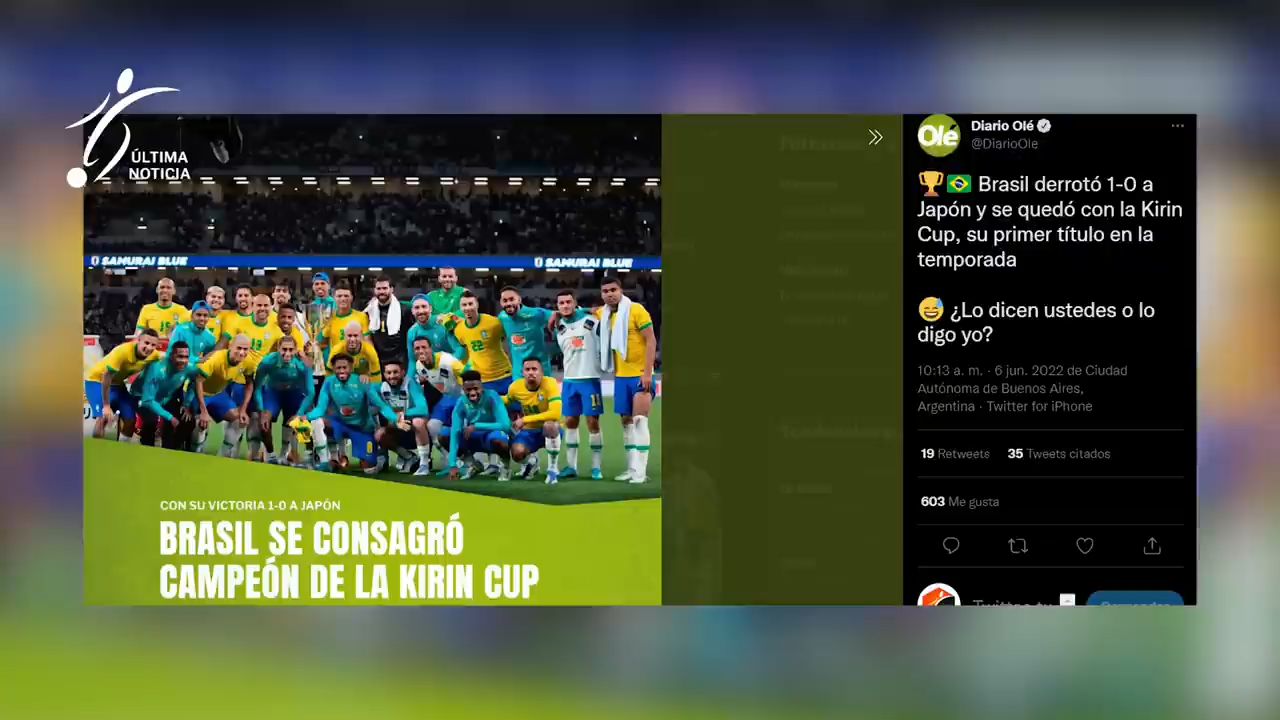 ÚLTIMA
NOTICIA
SAMURAI BLUE
SAMURAI BLUE
CON SU VICTORIA 1-0 A JAPÓN
BRASIL SE CONSAGRÓ
CAMPEÓN DE LA KIRIN CUP
Olé
Diario Olé
@DiarioOle
Brasil derrotó 1-0 a
Japón y se quedó con la Kirin
Cup, su primer título en la
temporada
¿Lo dicen ustedes o lo
digo yo?
10:13 a. m. · 6 jun. 2022 de Ciudad
Autónoma de Buenos Aires,
Argentina · Twitter for iPhone
19 Retweets 35 Tweets citados
603 Me gusta